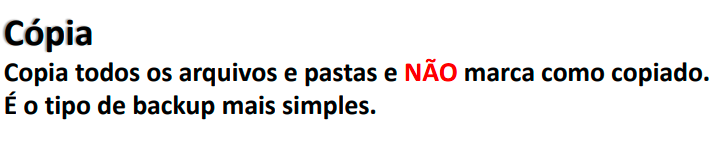 Cópia
Copia todos os arquivos e pastas e NÃO marca como copiado.
É o tipo de backup mais simples.